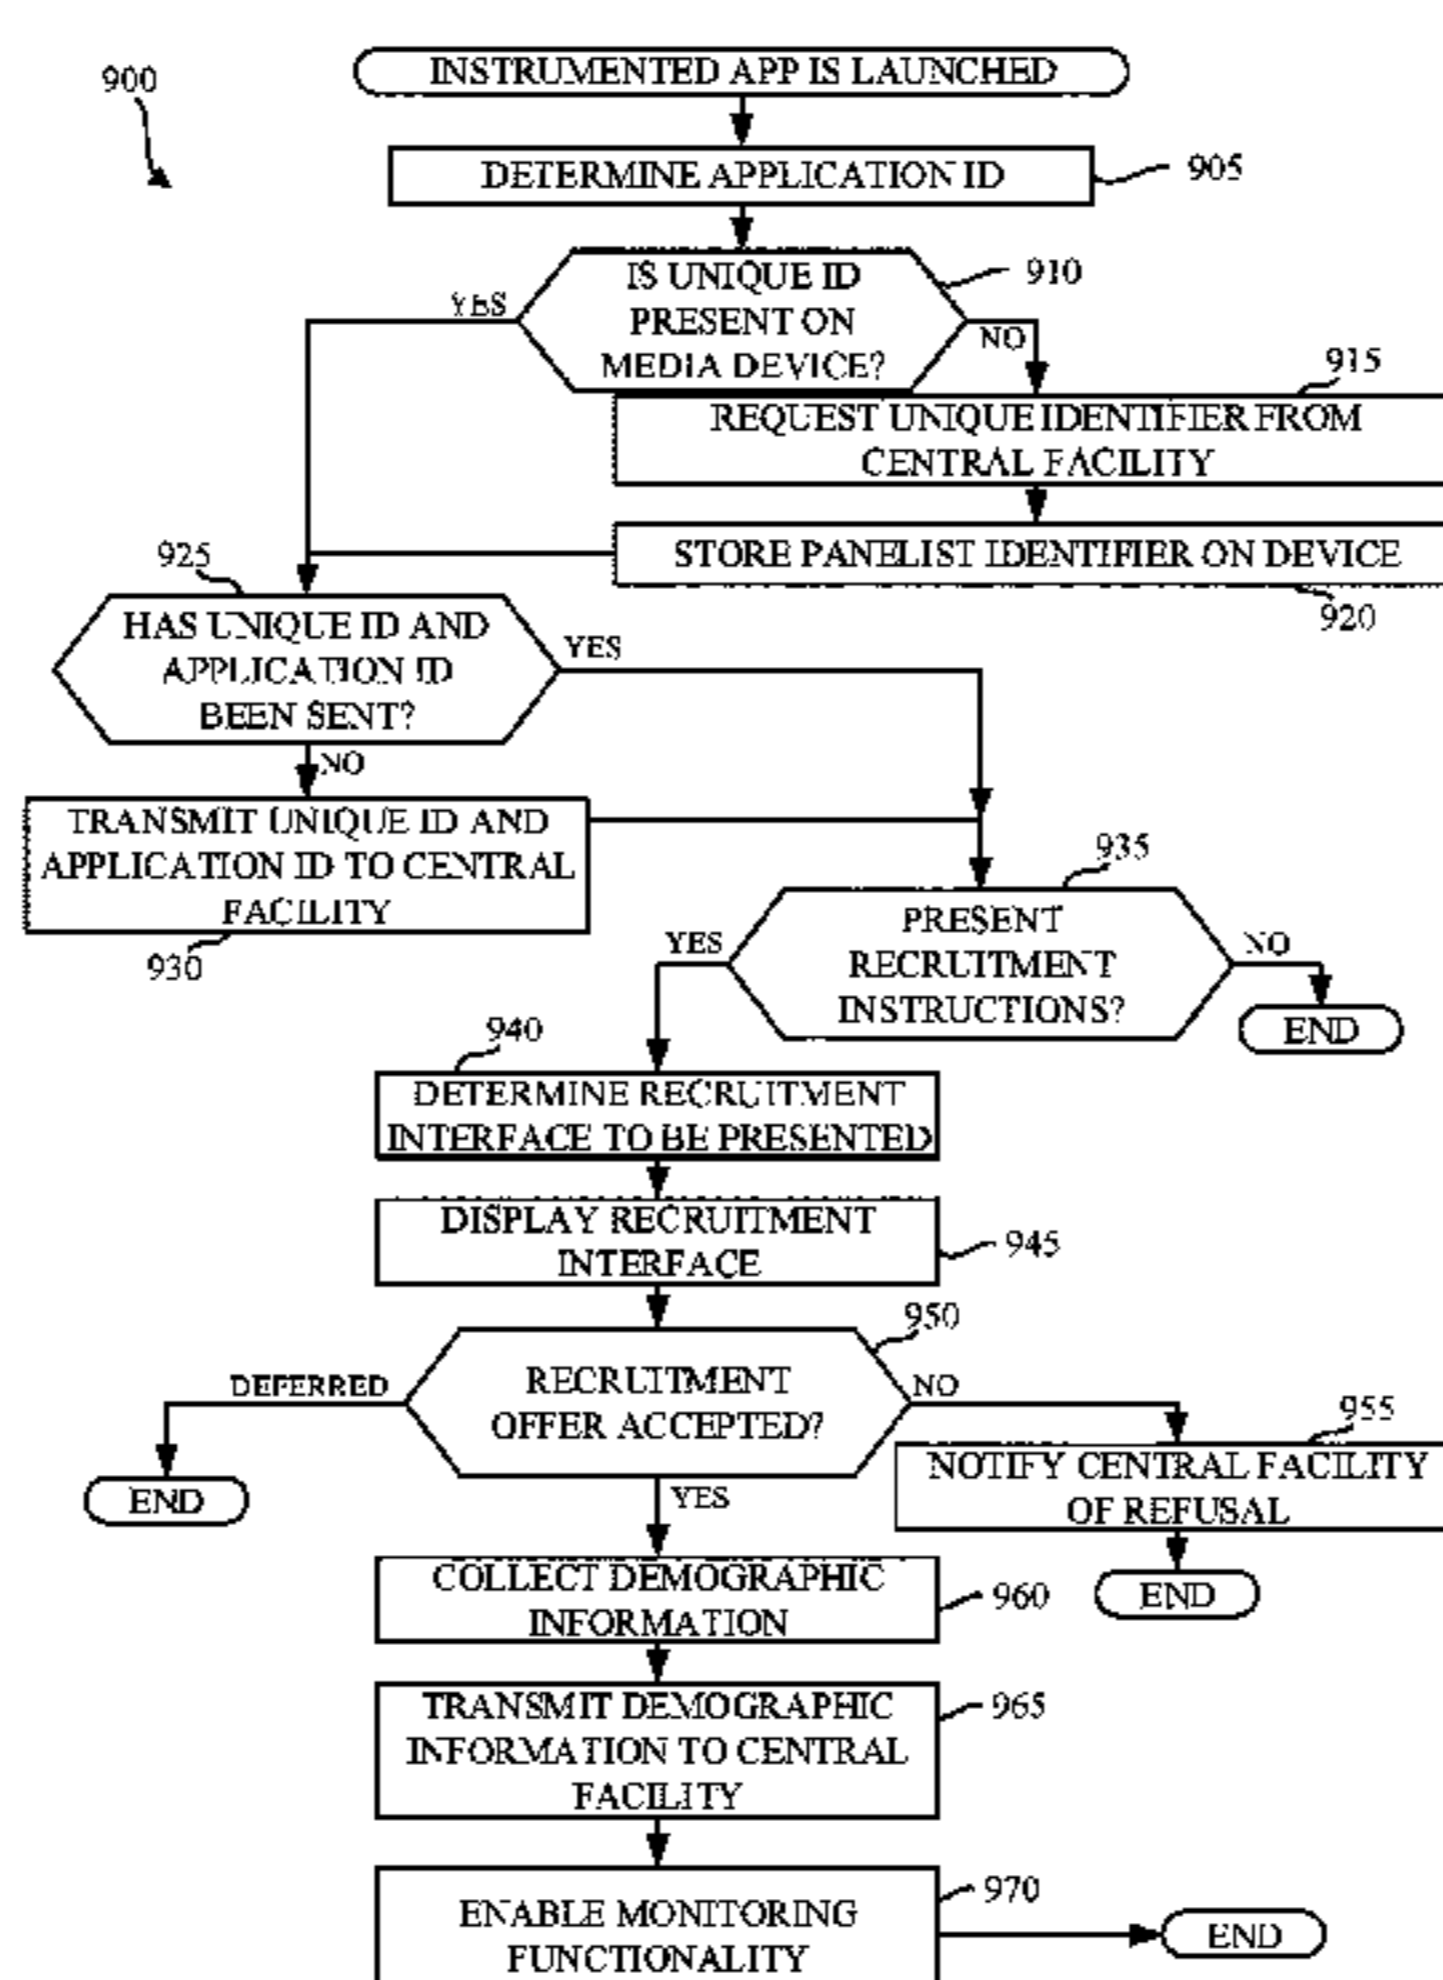 900
INSTRUMENTED APP IS LAUNCHED
DETERMINE APPLICATION ID
905
IS UNIQUE ID
PRESENT ON
MEDIA DEVICE?
910
YES
NO
915
REQUEST UNIQUE IDENTIFIER FROM
CENTRAL FACILITY
STORE PANELIST IDENTIFIER ON DEVICE
920
925
HAS UNIQUE ID AND
APPLICATION ID
BEEN SENT?
YES
NO
TRANSMIT UNIQUE ID AND
APPLICATION ID TO CENTRAL
FACILITY
930
935
PRESENT
RECRUITMENT
INSTRUCTIONS?
YES
NO
END
940
DETERMINE RECRUITMENT
INTERFACE TO BE PRESENTED
DISPLAY RECRUITMENT
INTERFACE
945
950
RECRUITMENT
OFFER ACCEPTED?
DEFERRED
END
NO
955
NOTIFY CENTRAL FACILITY
OF REFUSAL
END
YES
COLLECT DEMOGRAPHIC
INFORMATION
960
TRANSMIT DEMOGRAPHIC
INFORMATION TO CENTRAL
FACILITY
965
ENABLE MONITORING
FUNCTIONALITY
970
END